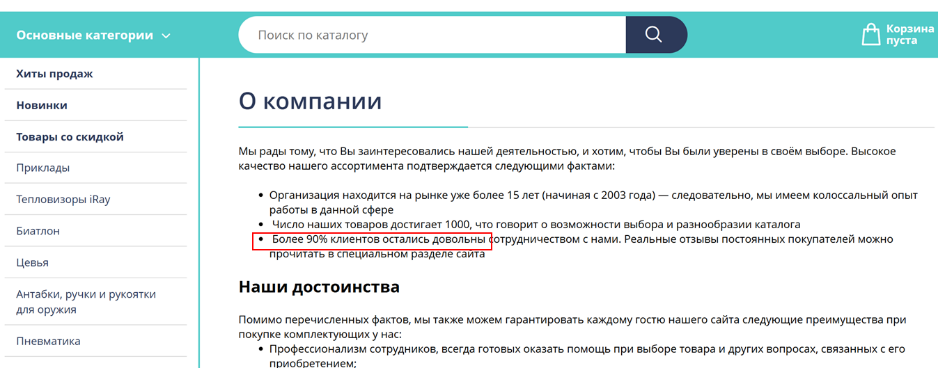 Основные категории
Поиск по каталогу
Корзина
пуста
Хиты продаж
Новинки
Товары со скидкой
Приклады
Тепловизоры iRay
Биатлон
Цевья
Антабки, ручки и рукоятки
для оружия
Пневматика
О компании
Мы рады тому, что Вы заинтересовались нашей деятельностью, и хотим, чтобы Вы были уверены в своём выборе. Высокое
качество нашего ассортимента подтверждается следующими фактами:
Организация находится на рынке уже более 15 лет (начиная с 2003 года) — следовательно, мы имеем колоссальный опыт
работы в данной сфере
Число наших товаров достигает 1000, что говорит о возможности выбора и разнообразии каталога
Более 90% клиентов остались довольны сотрудничеством с нами. Реальные отзывы постоянных покупателей можно
прочитать в специальном разделе сайта
Наши достоинства
Помимо перечисленных фактов, мы также можем гарантировать каждому гостю нашего сайта следующие преимущества при
покупке комплектующих у нас:
Профессионализм сотрудников, всегда готовых оказать помощь при выборе товара и других вопросах, связанных с его
приобретением;